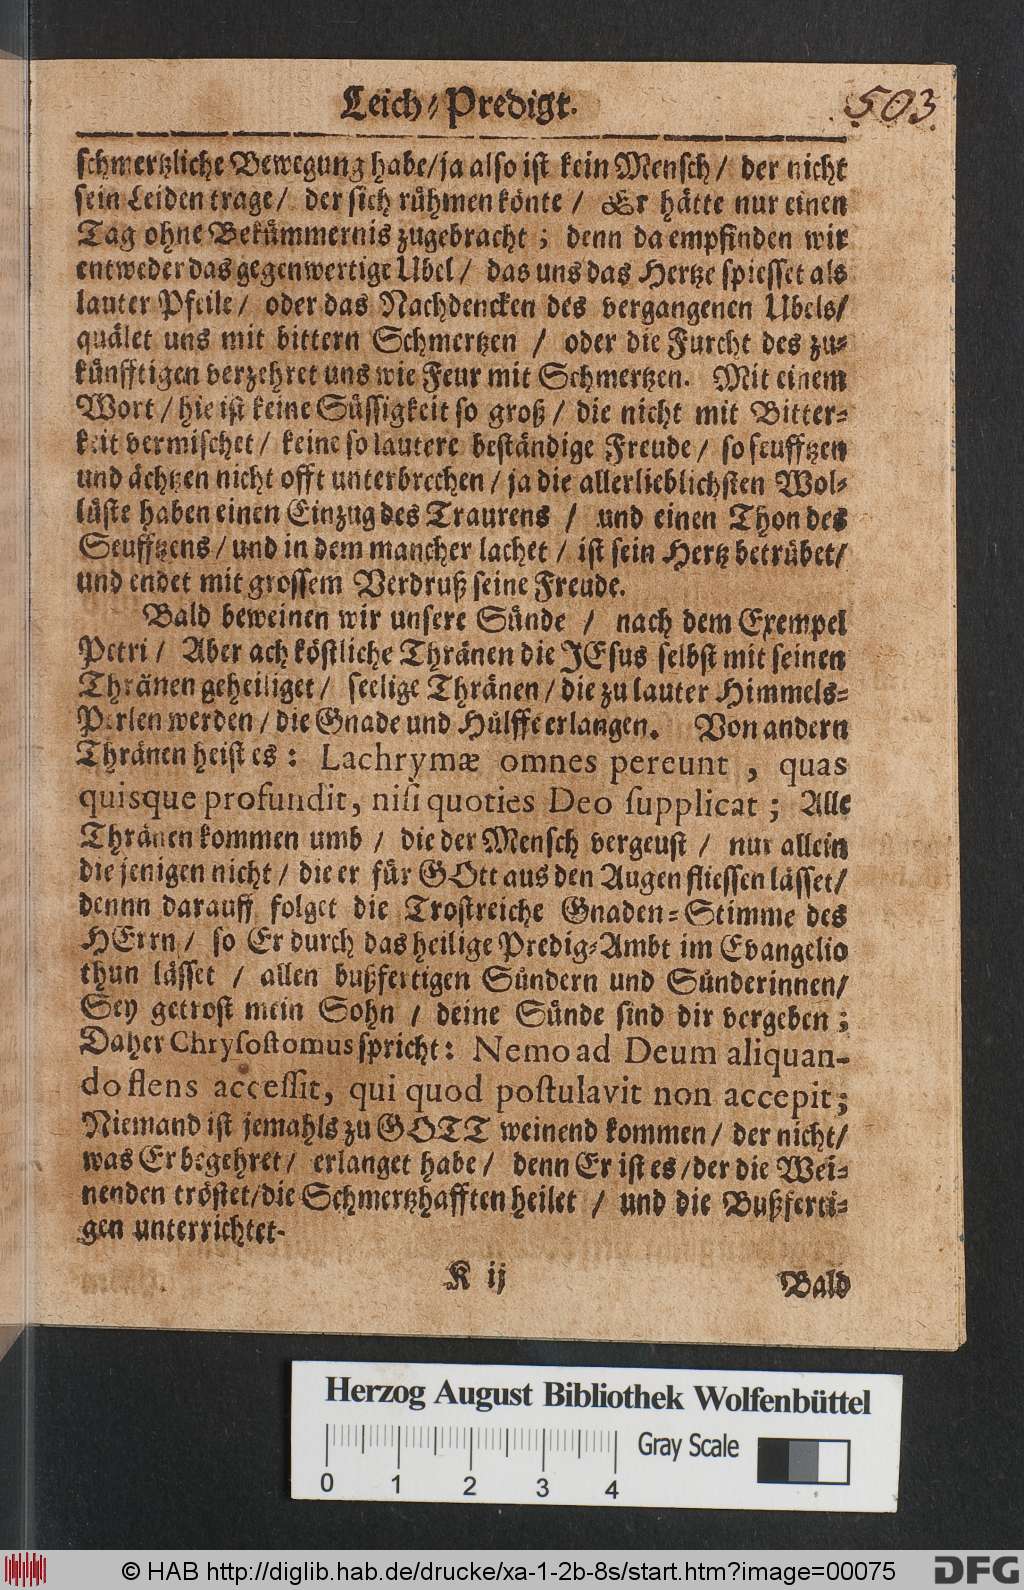 Leich-Predigt.
503.
schmertzliche Bewegung habe/ja also ist kein Mensch/ der nicht
sein Leiden trage/ der sich rühmen könte / Er hätte nur einen
Tag ohne Bekümmernis zugebracht ; denn da empfinden wir
entweder das gegenwertige Ubel / das uns das Hertze spiesset als
lauter Pfeile/ oder das Nachdencken des vergangenen Ubels/
quälet uns mit bittern Schmertzen / oder die Furcht des zu-
künfftigen verzehret uns wie Feur mit Schmertzen. Mit einem
Wort / hie ist keine Süssigkeit so groß / die nicht mit Bitter-
keit vermischet/ keine so lautere beständige Freude/ so seufftzen
und ächtzen nicht offt unterbrechen / ja die allerlieblichsten Wol-
lüste haben einen Einzug des Traurens / und einen Thon des
Seufftzens / und in dem mancher lachet / ist sein Hertz betrübet/
und endet mit grossem Verdruß seine Freude.
Bald beweinen wir unsere Sünde / nach dem Exempel
Petri / Aber ach köstliche Thränen die JEsus selbst mit seinen
Thränen geheiliget / seelige Thränen / die zu lauter Himmels-
Perlen werden / die Gnade und Hülffe erlangen. Von andern
Thränen heist es : Lachrymæ omnes pereunt , quas
quisque profundit, nisi quoties Deo supplicat ; Alle
Thränen kommen umb / die der Mensch vergeust / nur allein
die jenigen nicht / die er für GOtt aus den Augen fliessen lässet/
dennn darauff folget die Trostreiche Gnaden-Stimme des
HErrn / so Er durch das heilige Predig-Ambt im Evangelio
thun lässet / allen bußfertigen Sündern und Sünderinnen/
Sey getrost mein Sohn / deine Sünde sind dir vergeben ;
Daher Chrysostomus spricht: Nemo ad Deum aliquan-
do flens accessit, qui quod postulavit non accepit;
Niemand ist jemahls zu GOTT weinend kommen / der nicht/
was Er begehret/ erlanget habe / denn Er ist es /der die Wei-
nenden tröstet/die Schmertzhafften heilet / und die Bußferti-
gen unterrichtet.
K ij
Bald
Herzog August Bibliothek Wolfenbüttel
Gray Scale
0 1 2 3 4
© HAB http://diglib.hab.de/drucke/xa-1-2b-8s/start.htm?image=00075
DFG